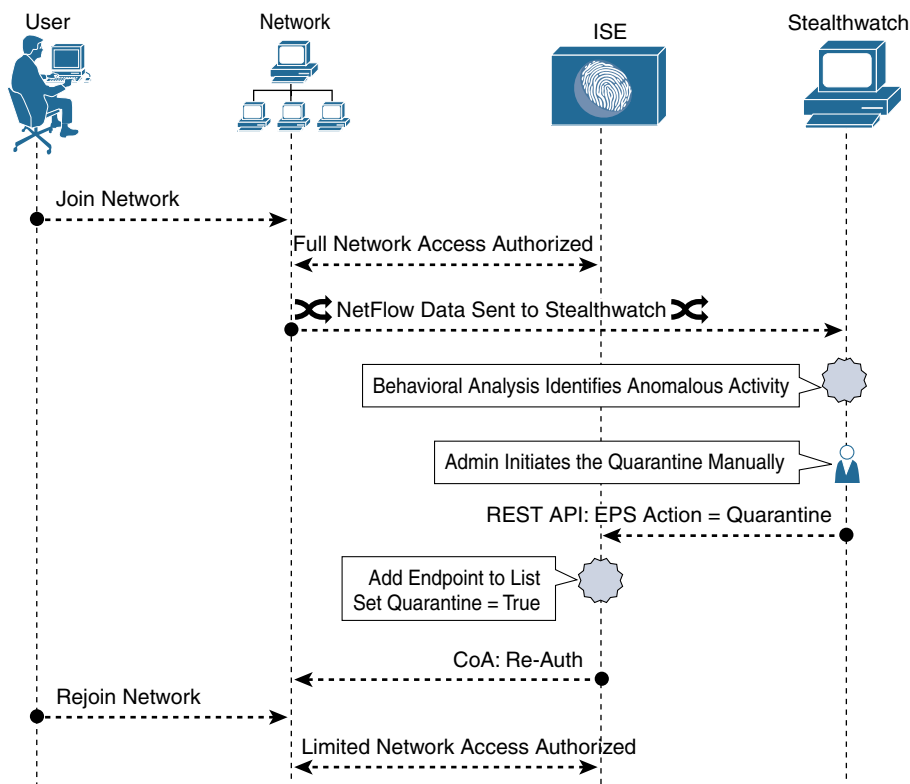 User
Network
ISE
Stealthwatch
Join Network
Full Network Access Authorized
NetFlow Data Sent to Stealthwatch
Behavioral Analysis Identifies Anomalous Activity
Admin Initiates the Quarantine Manually
REST API: EPS Action = Quarantine
Add Endpoint to List
Set Quarantine = True
CoA: Re-Auth
Rejoin Network
Limited Network Access Authorized